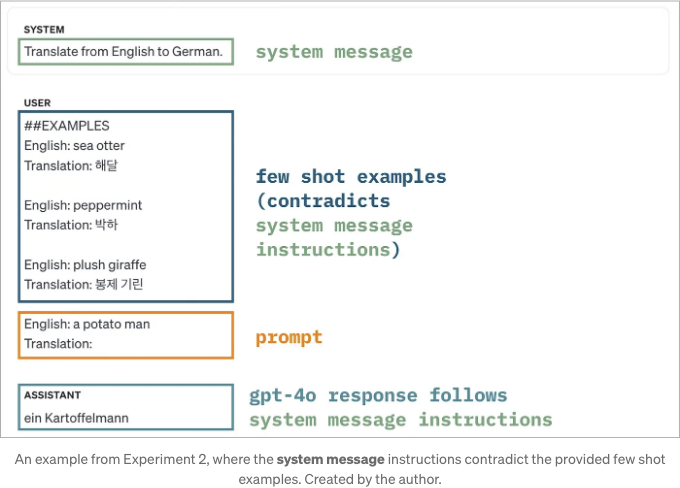 SYSTEM
Translate from English to German.
system message
USER
##EXAMPLES
English: sea otter
Translation: 해달
English: peppermint
Translation: 박하
English: plush giraffe
Translation: 봉제 기린
few shot examples
(contradicts
system message
instructions)
English: a potato man
Translation:
prompt
ASSISTANT
ein Kartoffelmann
gpt-4o response follows
system message instructions
An example from Experiment 2, where the system message instructions contradict the provided few shot
examples. Created by the author.